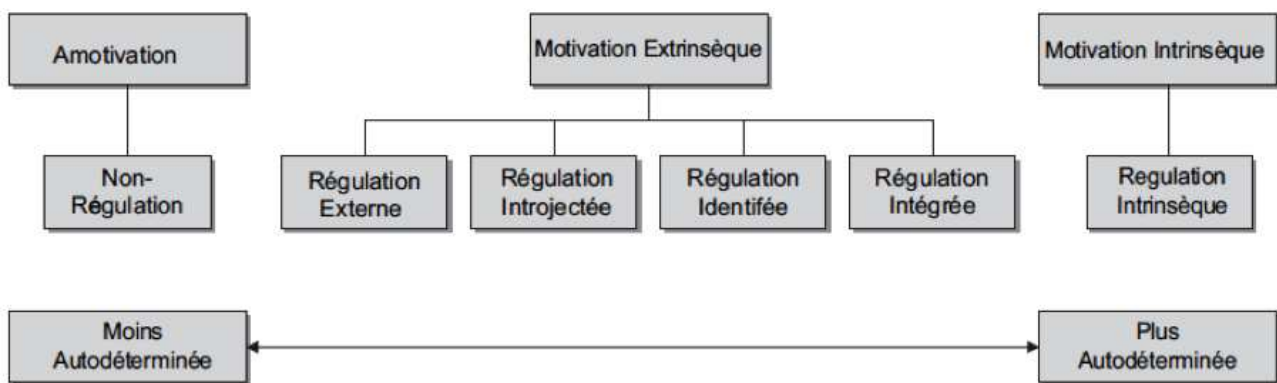 Amotivation
Motivation Extrinsèque
Motivation Intrinsèque
Non-
Régulation
Régulation
Externe
Régulation
Introjectée
Régulation
Identifée
Régulation
Intégrée
Regulation
Intrinsèque
Moins
Autodéterminée
Plus
Autodéterminée